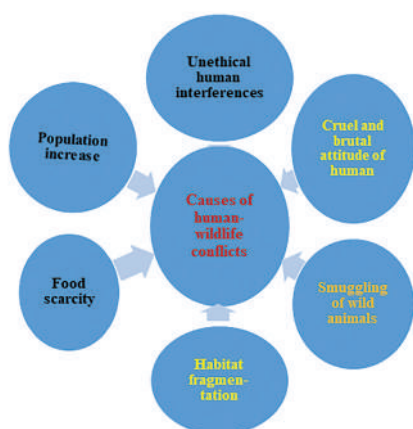 Unethical
human
interferences
Population
increase
Cruel and
brutal attitude
of human
Causes of
human-
wildlife
conflicts
Food
scarcity
Smuggling
of wild
animals
Habitat
fragmen-
tation